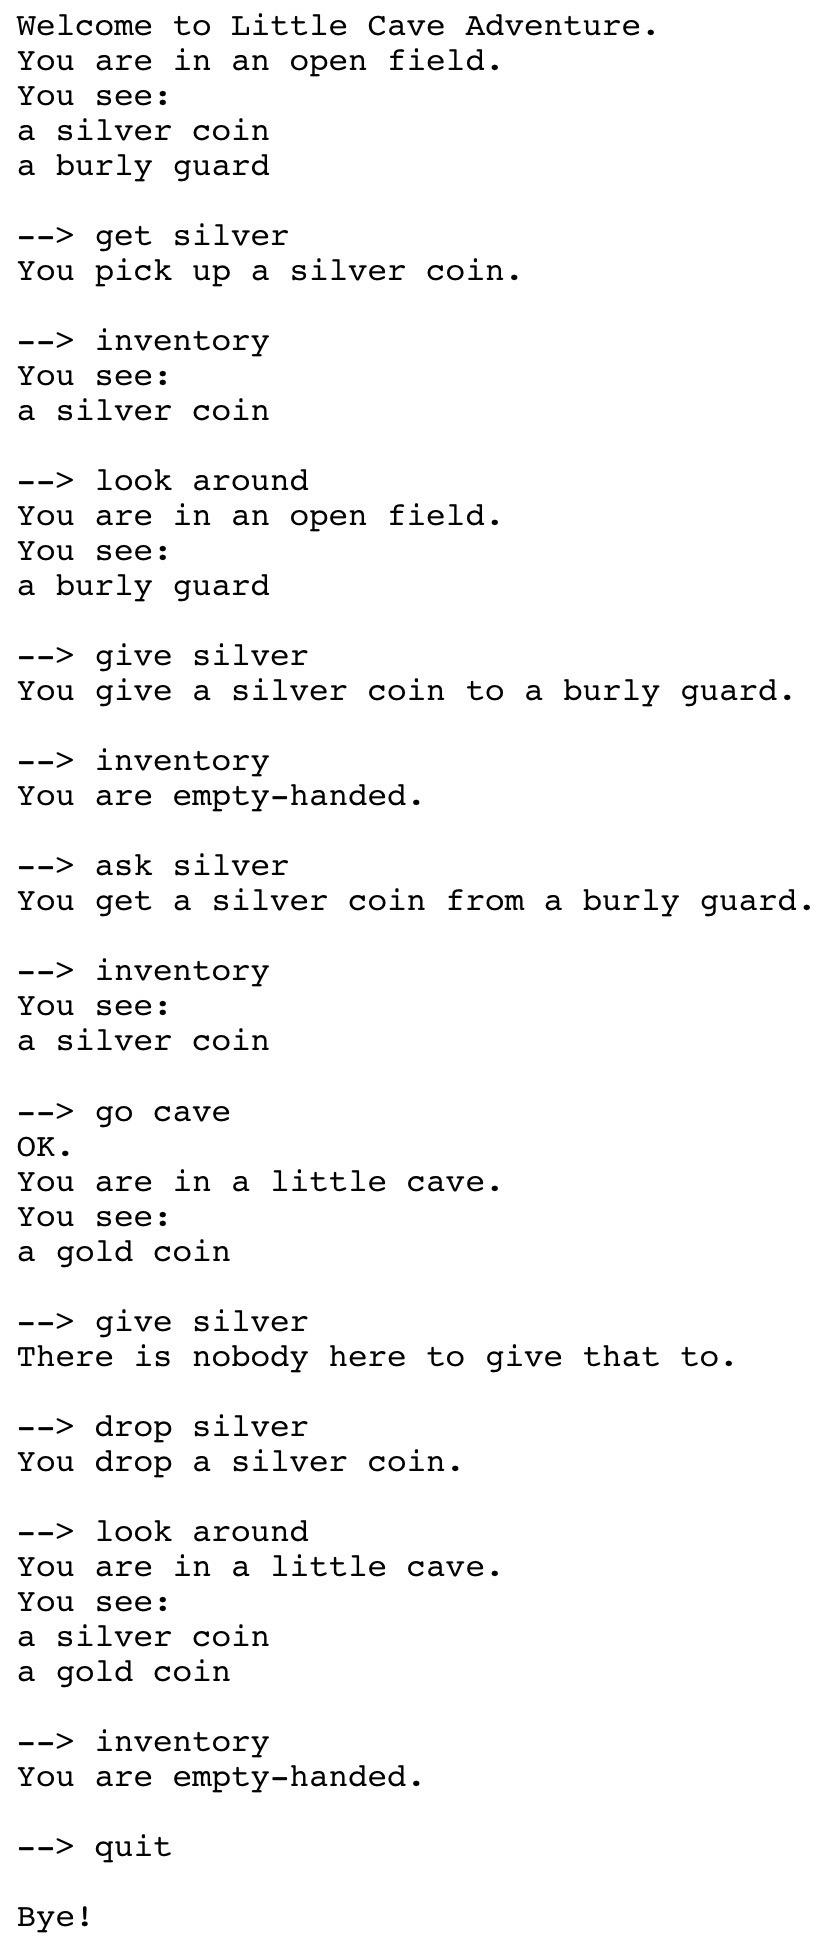 Welcome to Little Cave Adventure.
You are in an open field.
You see:
a silver coin
a burly guard

--> get silver
You pick up a silver coin.

--> inventory
You see:
a silver coin

--> look around
You are in an open field.
You see:
a burly guard

--> give silver
You give a silver coin to a burly guard.

--> inventory
You are empty-handed.

--> ask silver
You get a silver coin from a burly guard.

--> inventory
You see:
a silver coin

--> go cave
OK.
You are in a little cave.
You see:
a gold coin

--> give silver
There is nobody here to give that to.

--> drop silver
You drop a silver coin.

--> look around
You are in a little cave.
You see:
a silver coin
a gold coin

--> inventory
You are empty-handed.

--> quit

Bye!